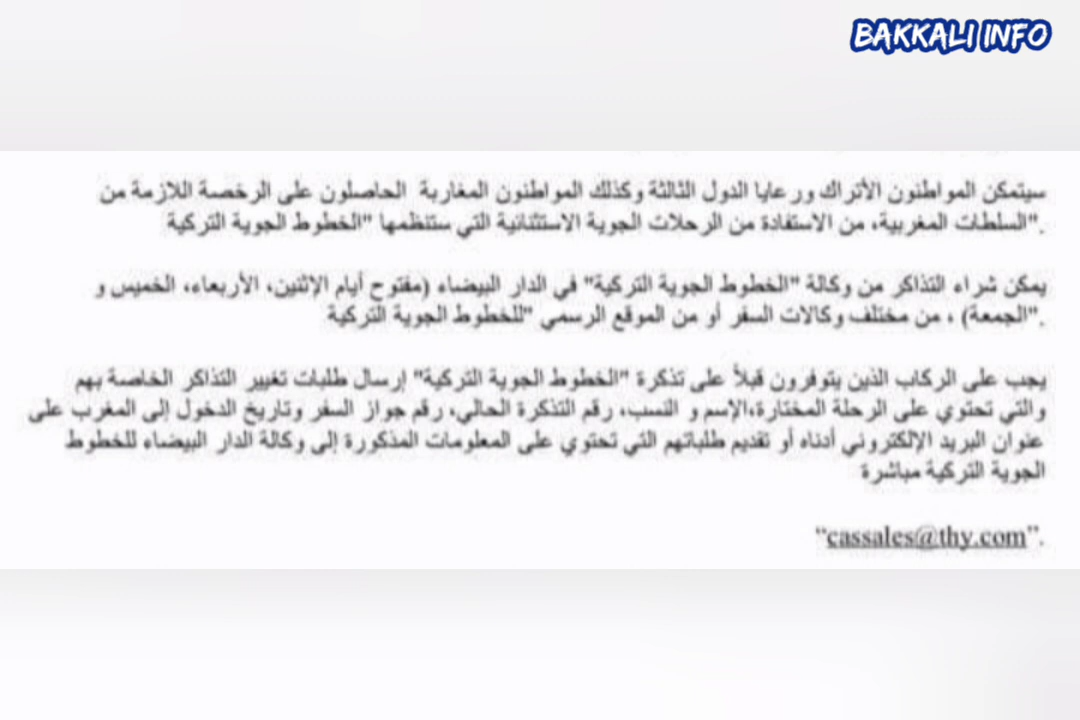 BAKKALI INFO
سيتمكن المواطنون الأتراك ورعايا الدول الثالثة وكذلك المواطنون المغاربة الحاصلون على الرخصة اللازمة من
السلطات المغربية، من الاستفادة من الرحلات الجوية الاستثنائية التي ستنظمها "الخطوط الجوية التركية".
يمكن شراء التذاكر من وكالة "الخطوط الجوية التركية" في الدار البيضاء (مفتوح أيام الإثنين، الأربعاء، الخميس و
الجمعة) ، من مختلف وكالات السفر أو من الموقع الرسمي "للخطوط الجوية التركية".
يجب على الركاب الذين يتوفرون قبلاً على تذكرة "الخطوط الجوية التركية" إرسال طلبات تغيير التذاكر الخاصة بهم
والتي تحتوي على الرحلة المختارة،الإسم و النسب، رقم التذكرة الحالي، رقم جواز السفر وتاريخ الدخول إلى المغرب على
عنوان البريد الإلكتروني أدناه أو تقديم طلباتهم التي تحتوي على المعلومات المذكورة إلى وكالة الدار البيضاء للخطوط
الجوية التركية مباشرة
"cassales@thy.com".